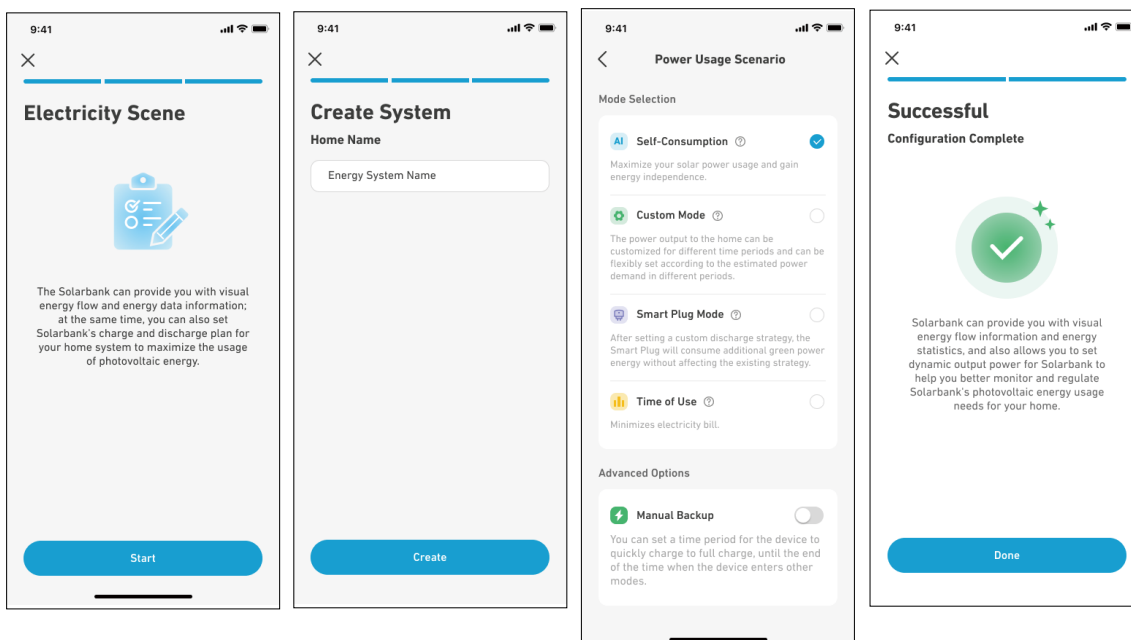 9:41
Electricity Scene
The Solarbank can provide you with visual
energy flow and energy data information;
at the same time, you can also set
Solarbank's charge and discharge plan for
your home system to maximize the usage
of photovoltaic energy.
Start
9:41
Create System
Home Name
Energy System Name
Create
9:41
Power Usage Scenario
Mode Selection
AI Self-Consumption ?
Maximize your solar power usage and gain
energy independence.
Custom Mode ?
The power output to the home can be
customized for different time periods and can be
flexibly set according to the estimated power
demand in different periods.
Smart Plug Mode ?
After setting a custom discharge strategy, the
Smart Plug will consume additional green power
energy without affecting the existing strategy.
Time of Use ?
Minimizes electricity bill.
Advanced Options
Manual Backup
You can set a time period for the device to
quickly charge to full charge, until the end
of the time when the device enters other
modes.
9:41
Successful
Configuration Complete
Solarbank can provide you with visual
energy flow information and energy
statistics, and also allows you to set
dynamic output power for Solarbank to
help you better monitor and regulate
Solarbank's photovoltaic energy usage
needs for your home.
Done